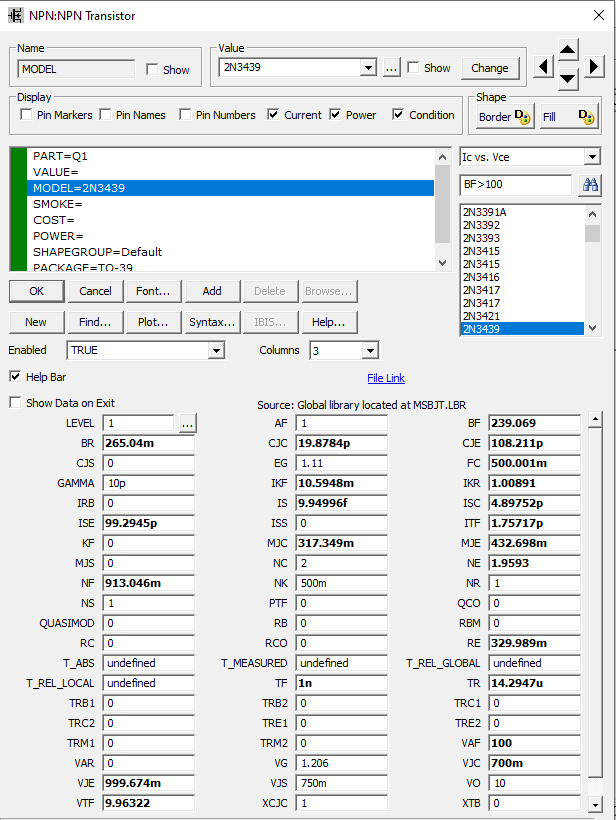 NPN:NPN Transistor
Name
MODEL
Show
Value
2N3439
...
Show
Change
Display
Pin Markers
Pin Names
Pin Numbers
Current
Power
Condition
Shape
Border
Fill
PART=Q1
VALUE=
MODEL=2N3439
SMOKE=
COST=
POWER=
SHAPEGROUP=Default
PACKAGE=TO-39
Ic vs. Vce
BF>100
2N3391A
2N3392
2N3393
2N3415
2N3415
2N3416
2N3417
2N3417
2N3421
2N3439
OK
Cancel
Font...
Add
Delete
Browse...
New
Find...
Plot...
Syntax...
IBIS...
Help...
Enabled TRUE
Columns 3
Help Bar
File Link
Show Data on Exit
Source: Global library located at MSBJT.LBR
LEVEL 1 ... AF 1 BF 239.069
BR 265.04m CJC 19.8784p CJE 108.211p
CJS 0 EG 1.11 FC 500.001m
GAMMA 10p IKF 10.5948m IKR 1.00891
IRB 0 IS 9.94996f ISC 4.89752p
ISE 99.2945p ISS 0 ITF 1.75717p
KF 0 MJC 317.349m MJE 432.698m
MJS 0 NC 2 NE 1.9593
NF 913.046m NK 500m NR 1
NS 1 PTF 0 QCO 0
QUASIMOD 0 RB 0 RBM 0
RC 0 RCO 0 RE 329.989m
T_ABS undefined T_MEASURED undefined T_REL_GLOBAL undefined
T_REL_LOCAL undefined TF 1n TR 14.2947u
TRB1 0 TRB2 0 TRC1 0
TRC2 0 TRE1 0 TRE2 0
TRM1 0 TRM2 0 VAF 100
VAR 0 VG 1.206 VJC 700m
VJE 999.674m VJS 750m VO 10
VTF 9.96322 XCJC 1 XTB 0